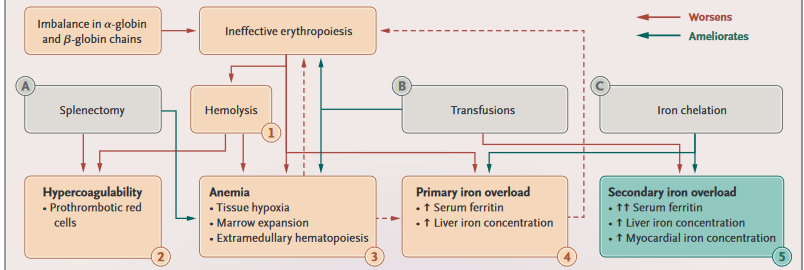 Imbalance in α-globin
and β-globin chains
Ineffective erythropoiesis
Worsens
Ameliorates
A
Splenectomy
Hemolysis
1
B
Transfusions
C
Iron chelation
Hypercoagulability
• Prothrombotic red
cells
2
Anemia
• Tissue hypoxia
• Marrow expansion
• Extramedullary hematopoiesis
3
Primary iron overload
• ↑ Serum ferritin
• ↑ Liver iron concentration
4
Secondary iron overload
• ↑↑ Serum ferritin
• ↑ Liver iron concentration
• ↑ Myocardial iron concentration
5